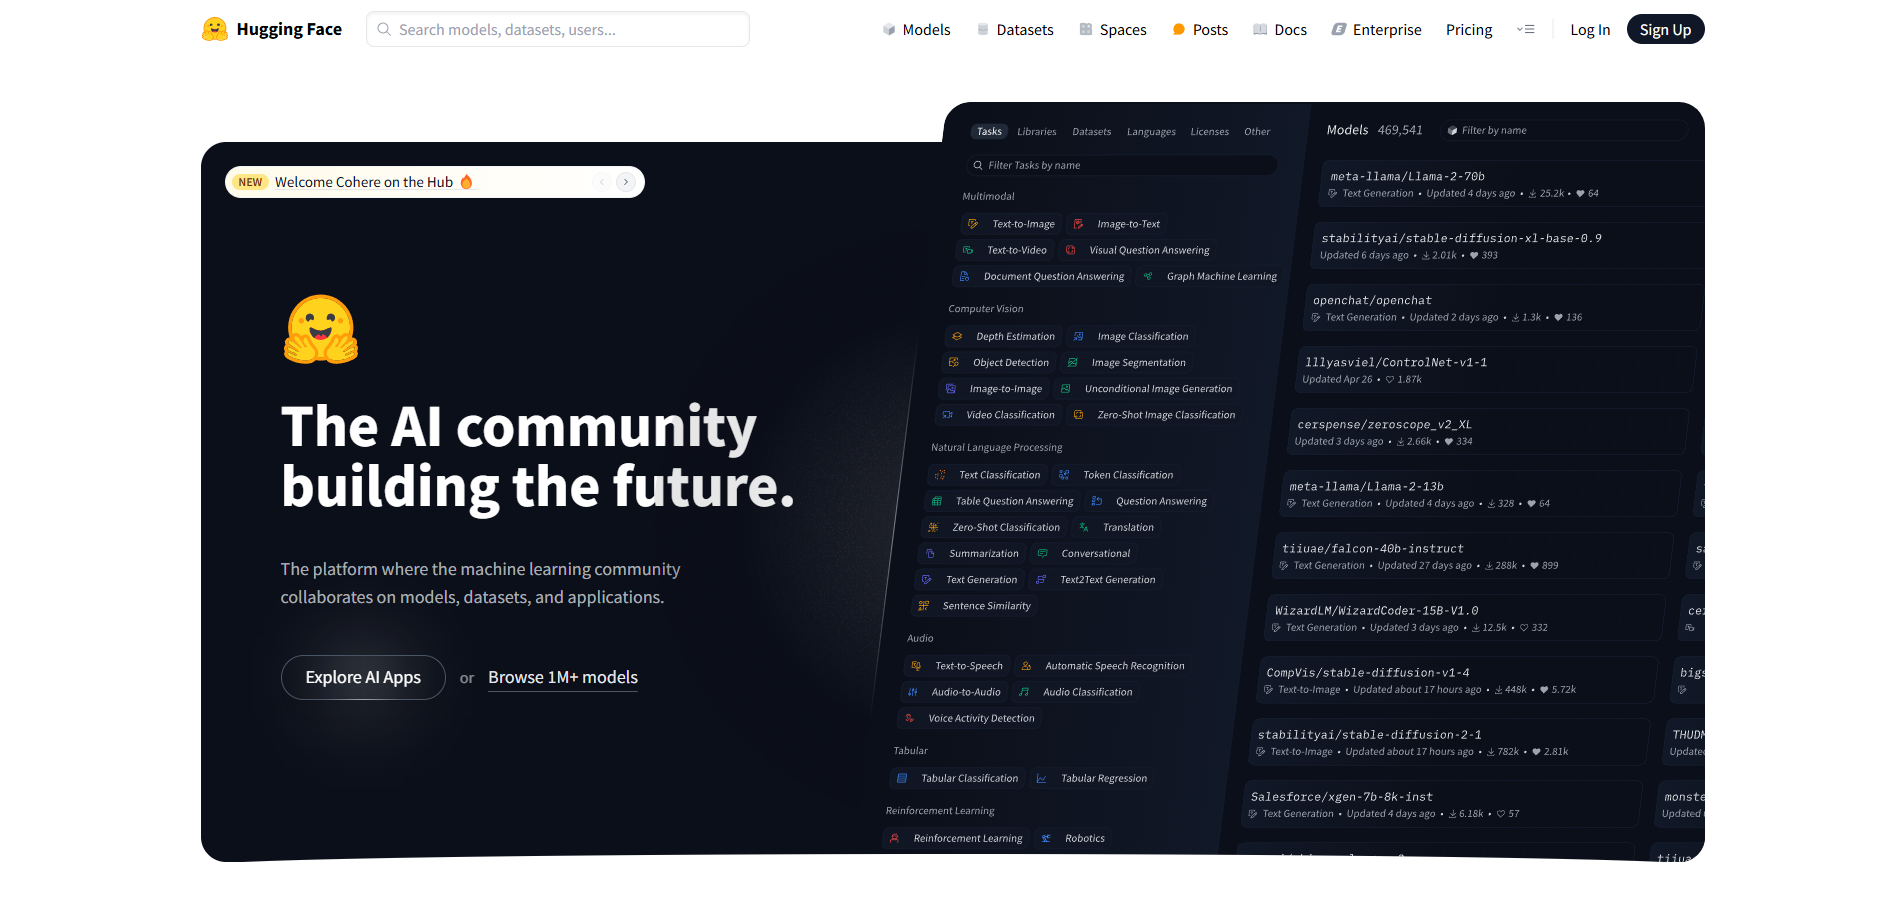 Hugging Face
Search models, datasets, users...
Models
Datasets
Spaces
Posts
Docs
Enterprise
Pricing
Log In
Sign Up
NEW Welcome Cohere on the Hub 🔥
The AI community
building the future.
The platform where the machine learning community
collaborates on models, datasets, and applications.
Explore AI Apps or Browse 1M+ models
Tasks Libraries Datasets Languages Licenses Other
Filter Tasks by name
Multimodal
Text-to-Image Image-to-Text
Text-to-Video Visual Question Answering
Document Question Answering Graph Machine Learning
Computer Vision
Depth Estimation Image Classification
Object Detection Image Segmentation
Image-to-Image Unconditional Image Generation
Video Classification Zero-Shot Image Classification
Natural Language Processing
Text Classification Token Classification
Table Question Answering Question Answering
Zero-Shot Classification Translation
Summarization Conversational
Text Generation Text2Text Generation
Sentence Similarity
Audio
Text-to-Speech Automatic Speech Recognition
Audio-to-Audio Audio Classification
Voice Activity Detection
Tabular
Tabular Classification Tabular Regression
Reinforcement Learning
Reinforcement Learning Robotics
Models 469,541 Filter by name
meta-llama/Llama-2-70b
Text Generation • Updated 4 days ago • 25.2k • 64
stabilityai/stable-diffusion-xl-base-0.9
Updated 6 days ago • 2.01k • 393
openchat/openchat
Text Generation • Updated 2 days ago • 1.3k • 136
lllyasviel/ControlNet-v1-1
Updated Apr 26 • 1.87k
cerspense/zeroscope_v2_XL
Updated 3 days ago • 2.66k • 334
meta-llama/Llama-2-13b
Text Generation • Updated 4 days ago • 328 • 64
tiiuae/falcon-40b-instruct
Text Generation • Updated 27 days ago • 288k • 899
WizardLM/WizardCoder-15B-V1.0
Text Generation • Updated 3 days ago • 12.5k • 332
CompVis/stable-diffusion-v1-4
Text-to-Image • Updated about 17 hours ago • 448k • 5.72k
stabilityai/stable-diffusion-2-1
Text-to-Image • Updated about 17 hours ago • 782k • 2.81k
Salesforce/xgen-7b-8k-inst
Text Generation • Updated 4 days ago • 6.18k • 57
THUDM
monste